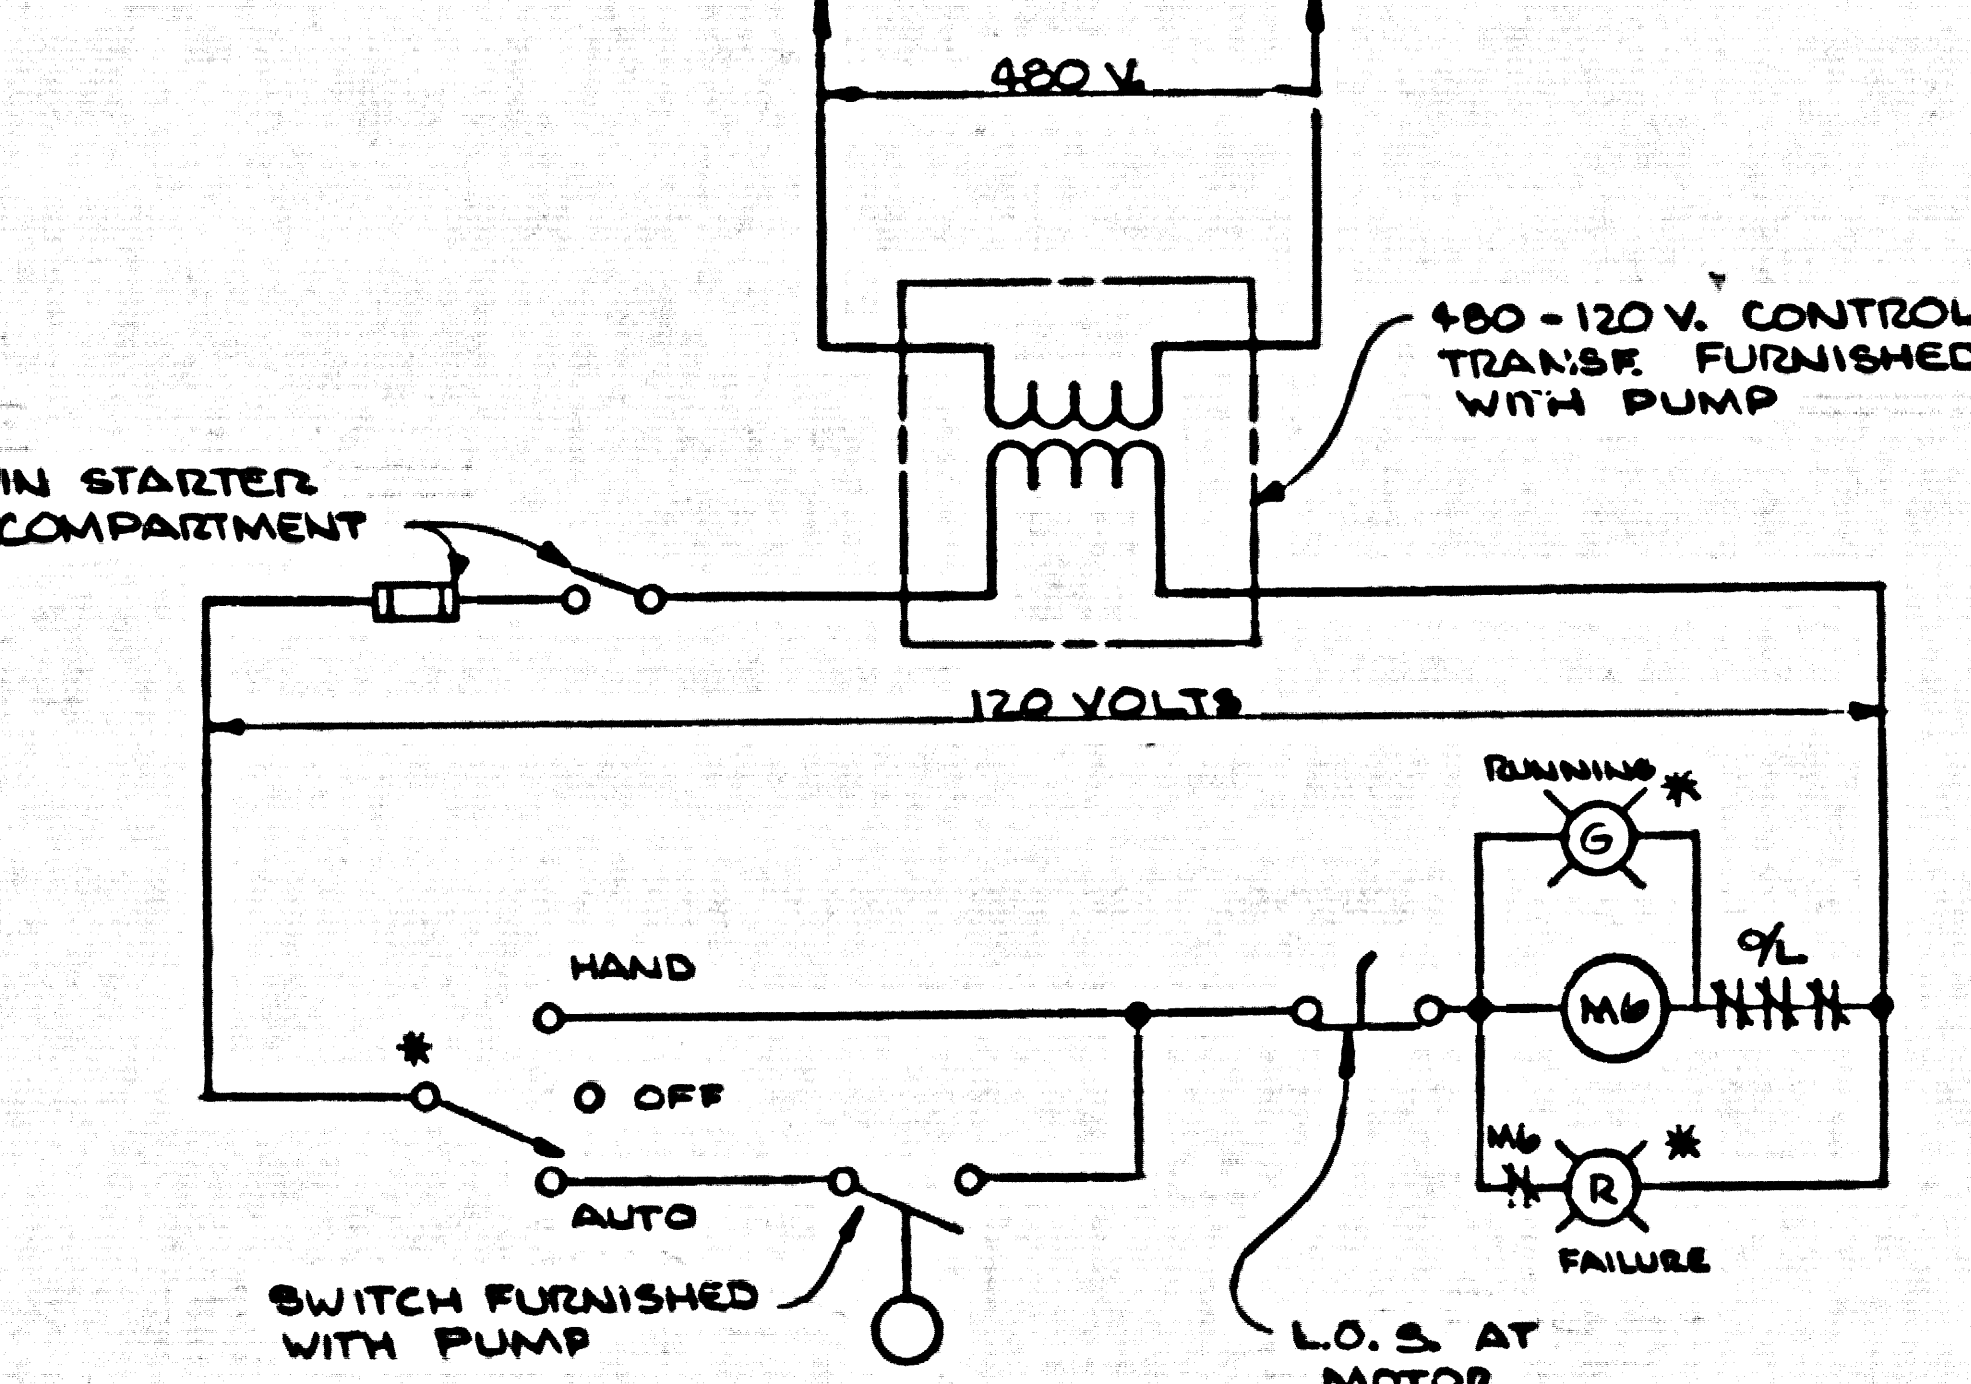 480 V.
480 - 120 V. CONTROL
TRANSF. FURNISHED
WITH PUMP
IN STARTER
COMPARTMENT
120 VOLTS
RUNNING *
G
HAND
O/L
M6
*
OFF
M6 *
R
AUTO
FAILURE
SWITCH FURNISHED
WITH PUMP
L.O.S. AT
MOTOR